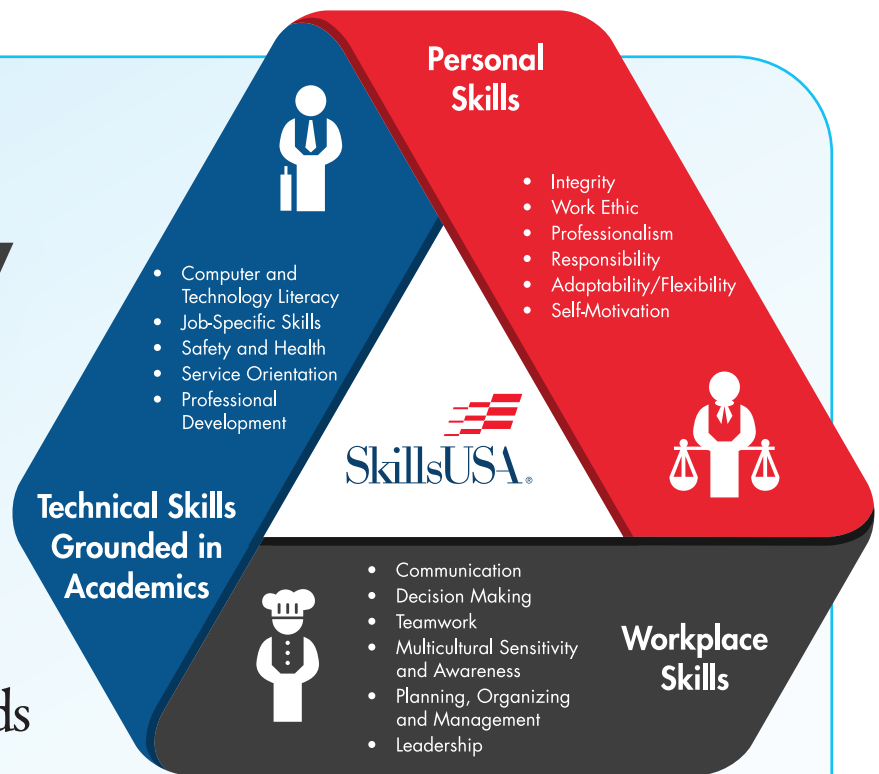 Personal
Skills
• Integrity
• Work Ethic
• Professionalism
• Responsibility
• Adaptability/Flexibility
• Self-Motivation
• Computer and
Technology Literacy
• Job-Specific Skills
• Safety and Health
• Service Orientation
• Professional
Development
SkillsUSA®
Technical Skills
Grounded in
Academics
• Communication
• Decision Making
• Teamwork
• Multicultural Sensitivity
and Awareness
• Planning, Organizing
and Management
• Leadership
Workplace
Skills
ds